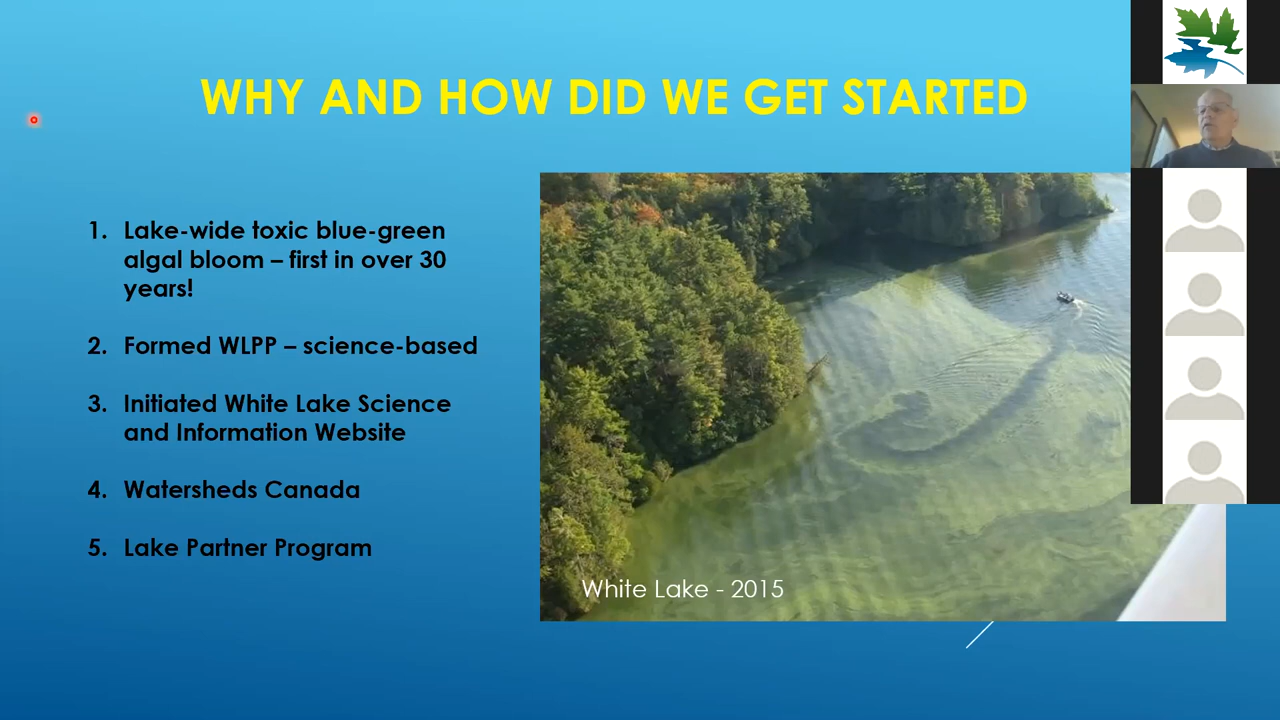 WHY AND HOW DID WE GET STARTED
1. Lake-wide toxic blue-green
algal bloom – first in over 30
years!
2. Formed WLPP – science-based
3. Initiated White Lake Science
and Information Website
4. Watersheds Canada
5. Lake Partner Program
White Lake - 2015